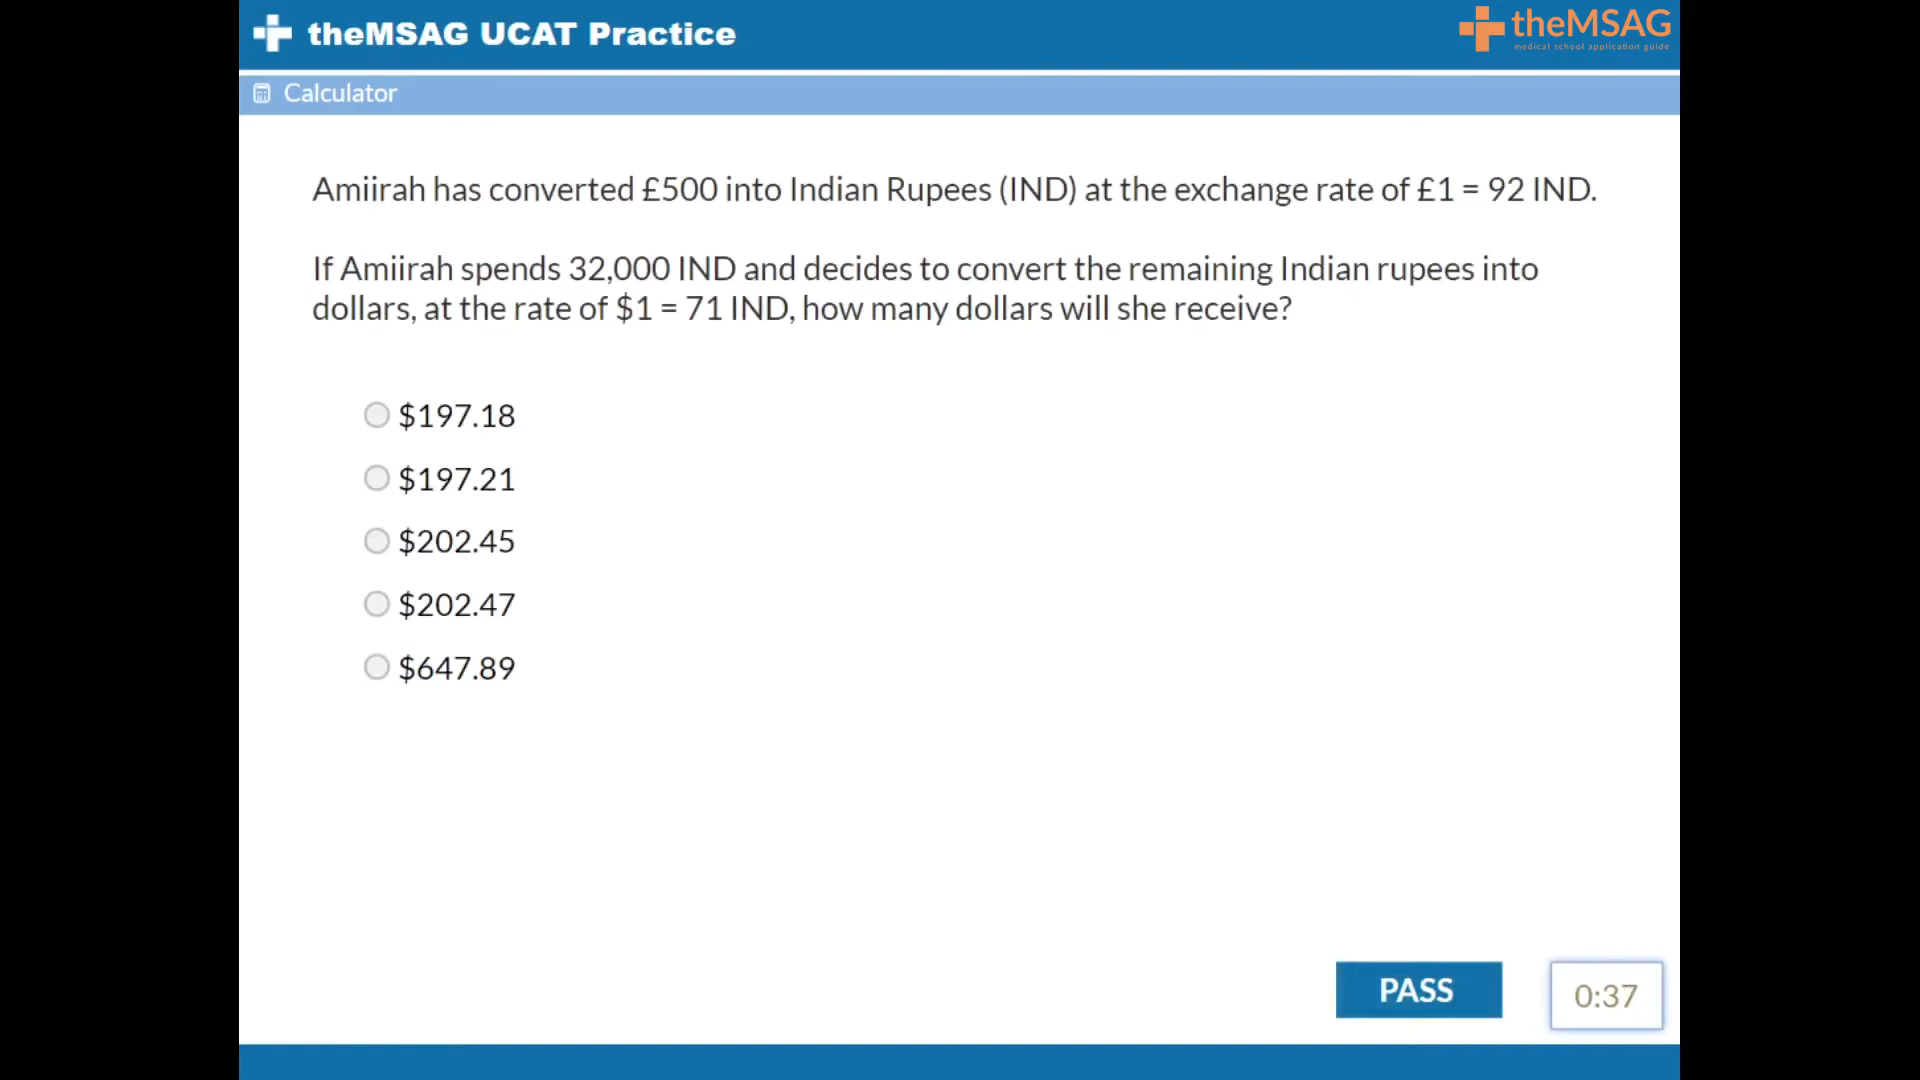 theMSAG UCAT Practice
theMSAG
medical school application guide
Calculator
Amiirah has converted £500 into Indian Rupees (IND) at the exchange rate of £1 = 92 IND.
If Amiirah spends 32,000 IND and decides to convert the remaining Indian rupees into
dollars, at the rate of $1 = 71 IND, how many dollars will she receive?
$197.18
$197.21
$202.45
$202.47
$647.89
PASS
0:37